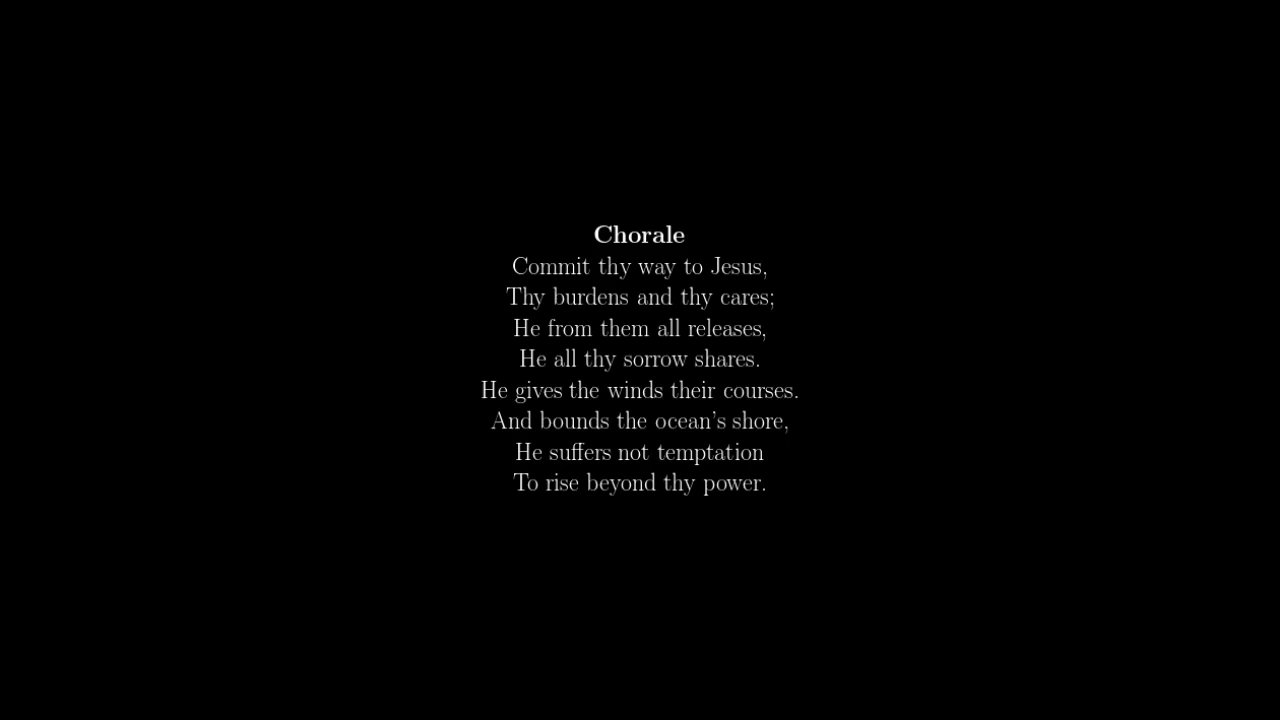 Chorale
Commit thy way to Jesus,
Thy burdens and thy cares;
He from them all releases,
He all thy sorrow shares.
He gives the winds their courses.
And bounds the ocean's shore,
He suffers not temptation
To rise beyond thy power.